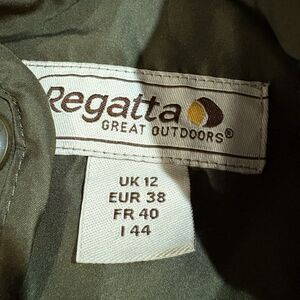 Regatta
GREAT OUTDOORS®
UK 12
EUR 38
FR 40
I 44